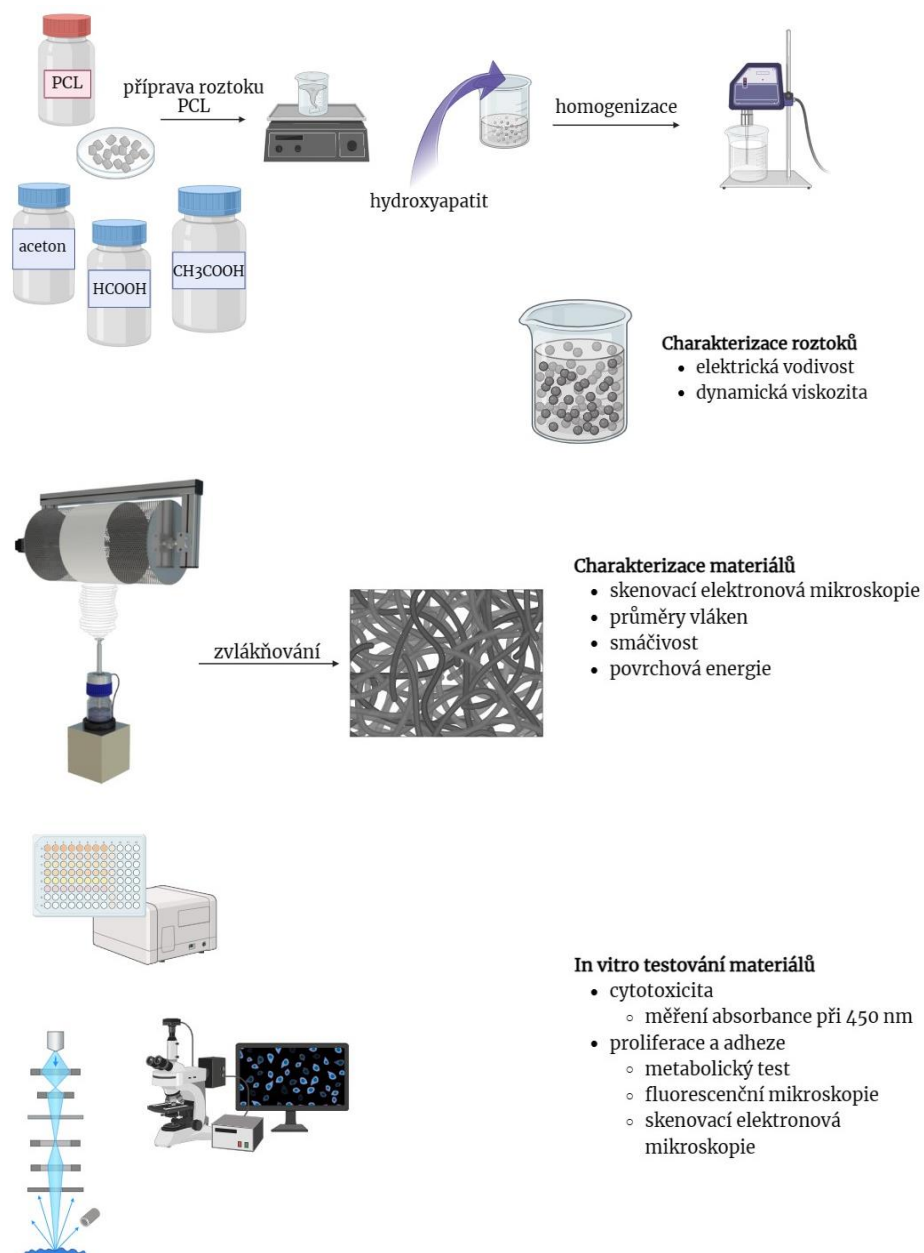 PCL
příprava roztoku
PCL
hydroxyapatit
homogenizace
aceton
HCOOH
CH3COOH
Charakterizace roztoků
• elektrická vodivost
• dynamická viskozita
zvlákňování
Charakterizace materiálů
• skenovací elektronová mikroskopie
• průměry vláken
• smáčivost
• povrchová energie
In vitro testování materiálů
• cytotoxicita
◦ měření absorbance při 450 nm
• proliferace a adheze
◦ metabolický test
◦ fluorescenční mikroskopie
◦ skenovací elektronová
mikroskopie